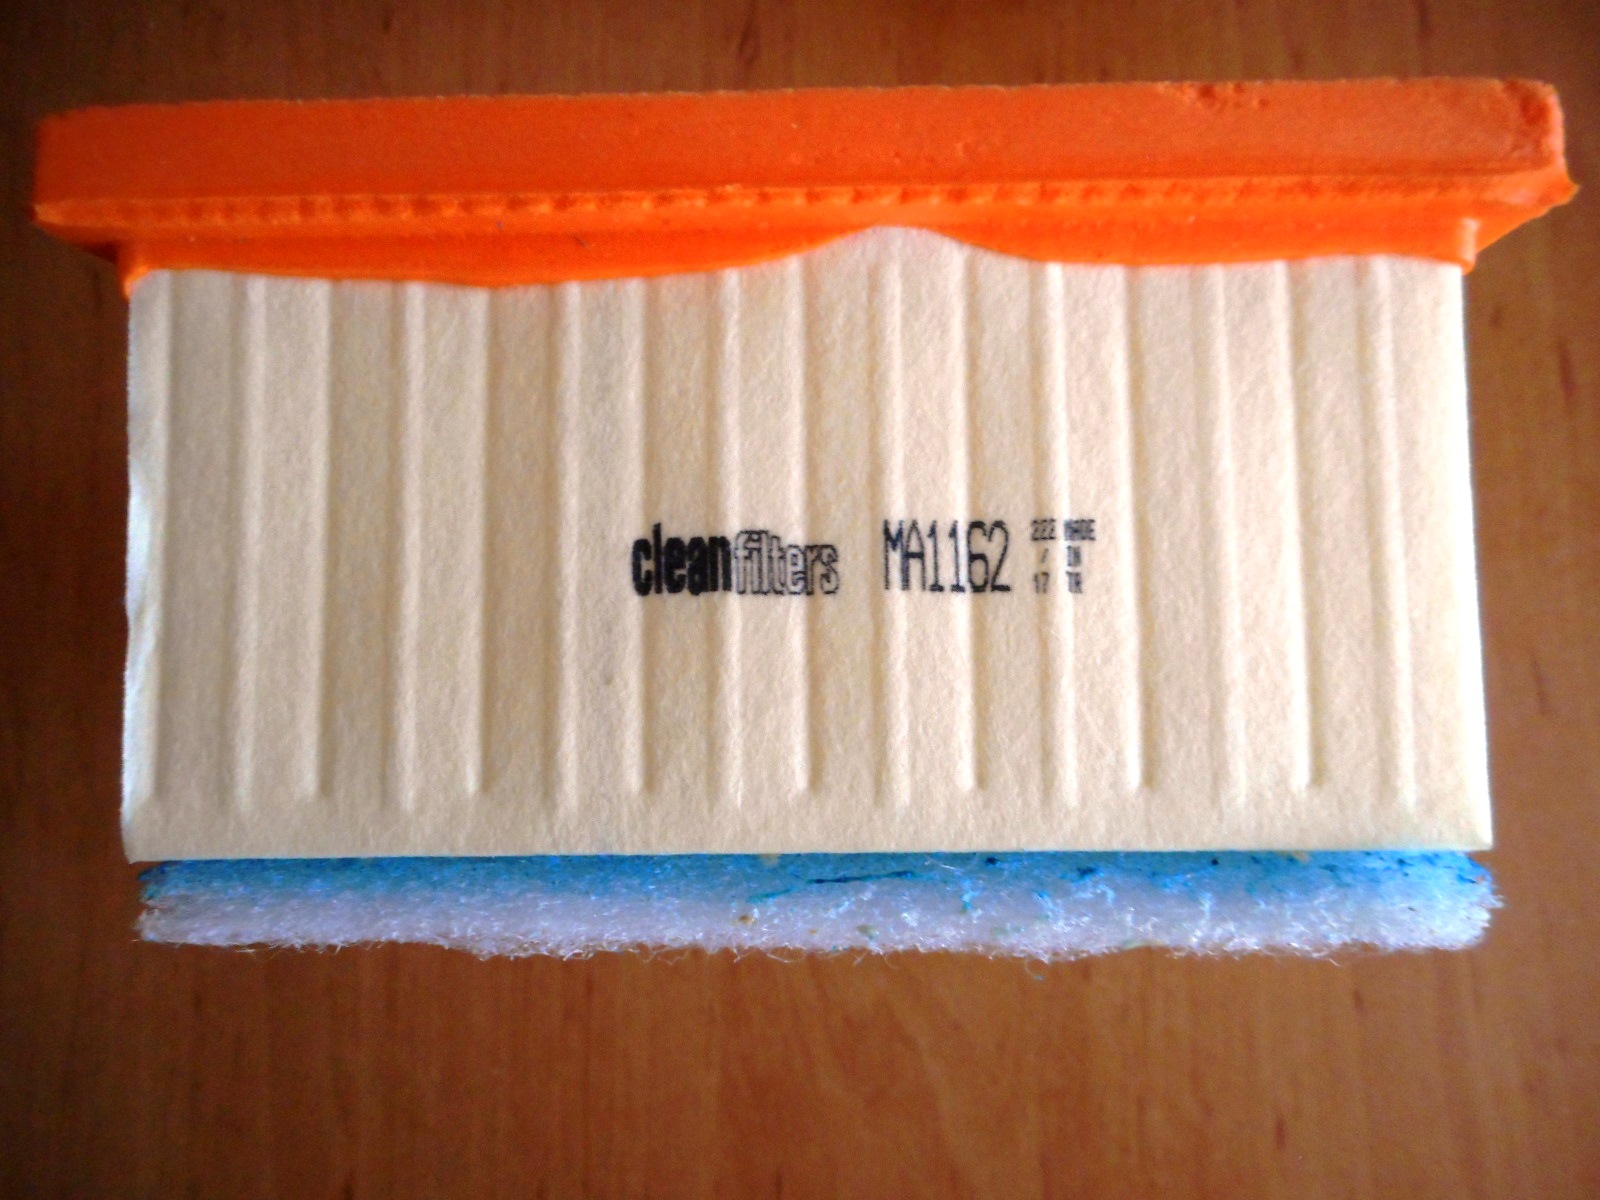 cleanfilters MA1162 222 MADE
/ IN
17 TR